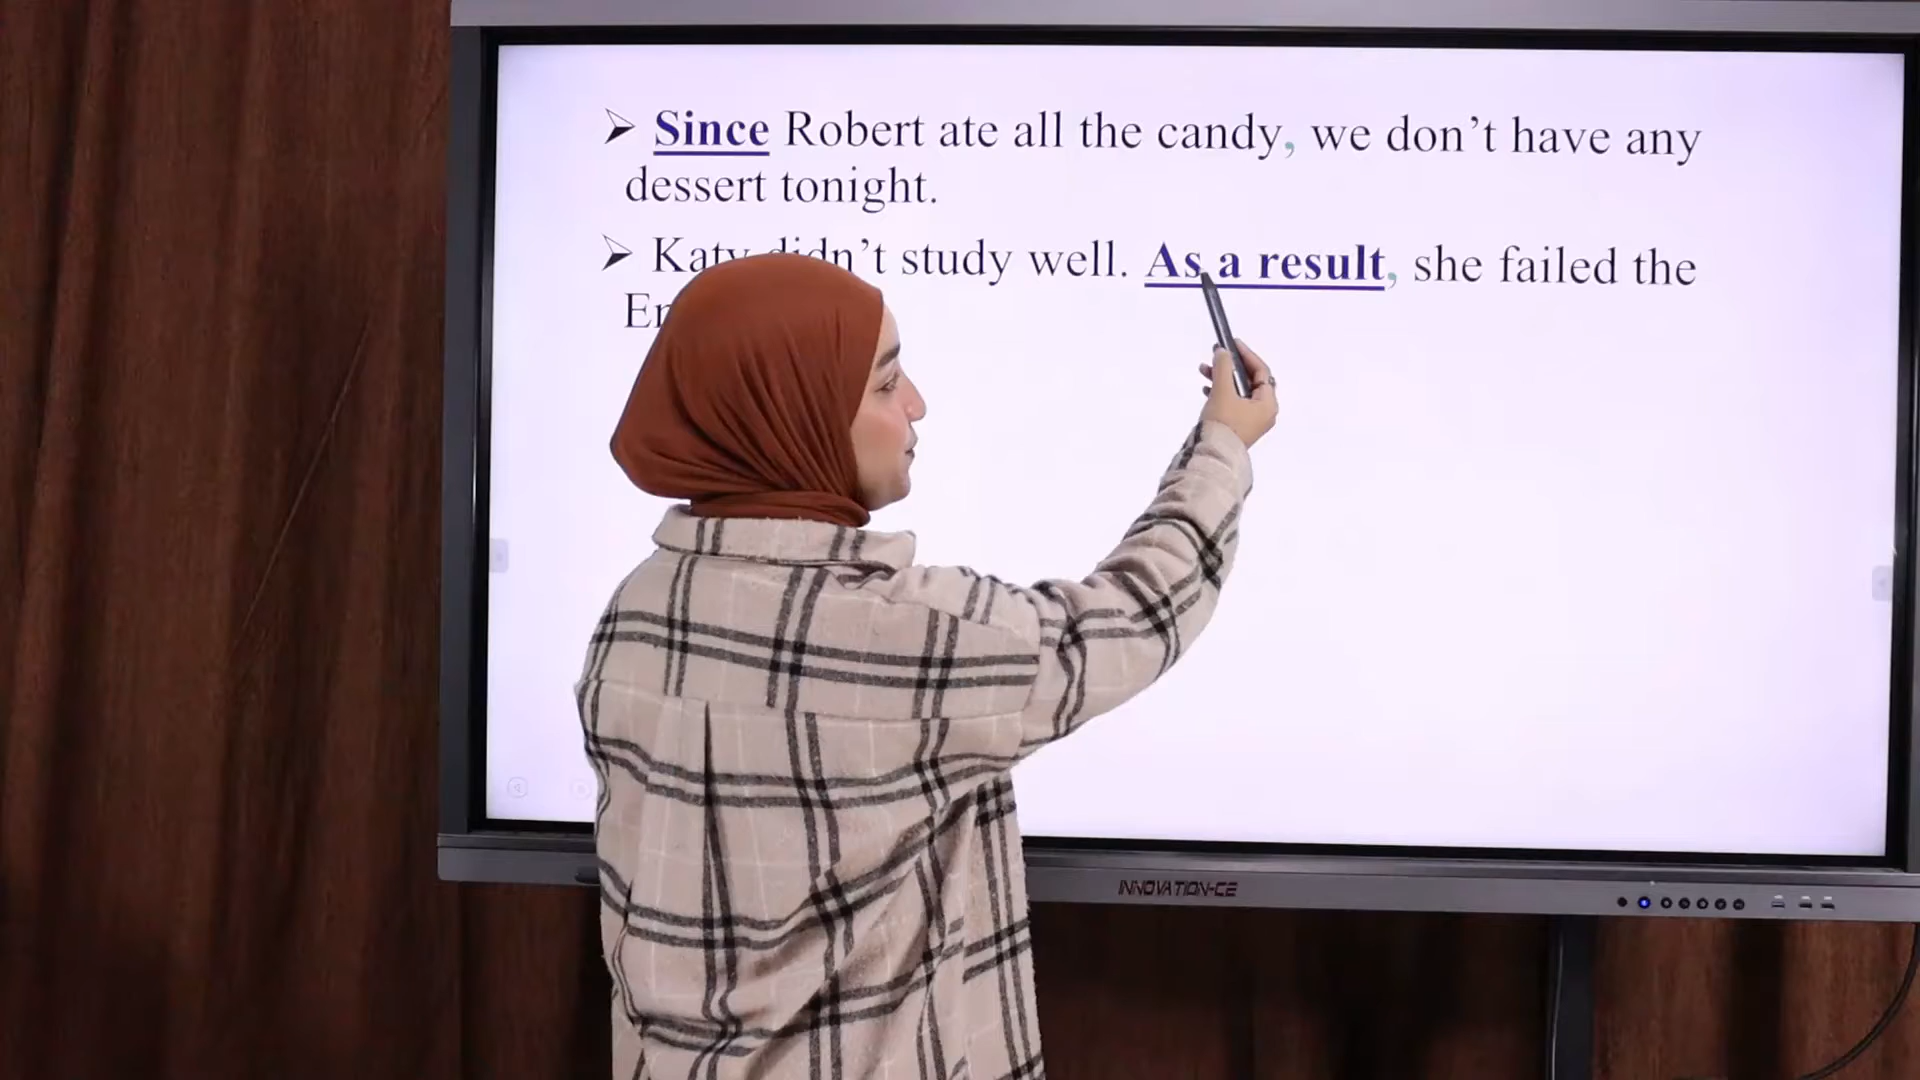 ➢ Since Robert ate all the candy, we don’t have any
dessert tonight.
➢ Katy didn’t study well. As a result, she failed the
INNOVATION-CE